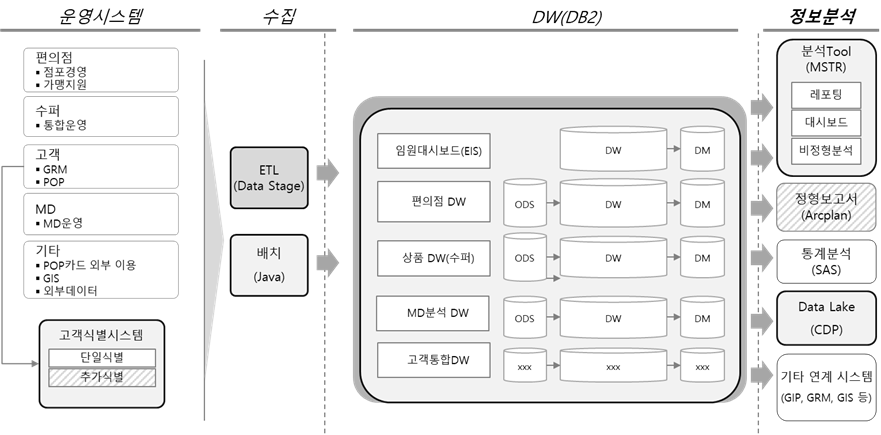 운영시스템
수집
DW(DB2)
정보분석
편의점
▪ 점포경영
▪ 가맹지원
수퍼
▪ 통합운영
고객
▪ GRM
▪ POP
MD
▪ MD운영
기타
▪ POP카드 외부 이용
▪ GIS
▪ 외부데이터
고객식별시스템
단일식별
추가식별
ETL
(Data Stage)
배치
(Java)
임원대시보드(EIS)
DW
DM
편의점 DW
ODS
DW
DM
상품 DW(수퍼)
ODS
DW
DM
MD분석 DW
ODS
DW
DM
고객통합DW
xxx
xxx
xxx
분석Tool
(MSTR)
레포팅
대시보드
비정형분석
정형보고서
(Arcplan)
통계분석
(SAS)
Data Lake
(CDP)
기타 연계 시스템
(GIP, GRM, GIS 등)